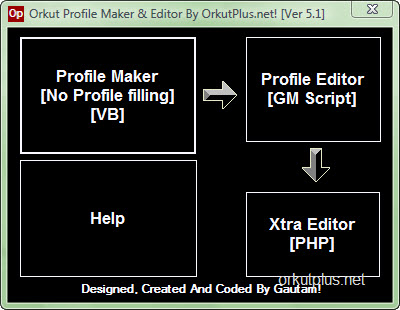 Op Orkut Profile Maker & Editor By OrkutPlus.net! [Ver 5.1]
Profile Maker
[No Profile filling]
[VB]
Profile Editor
[GM Script]
Help
Xtra Editor
[PHP]
orkutplus.net
Designed, Created And Coded By Gautam!